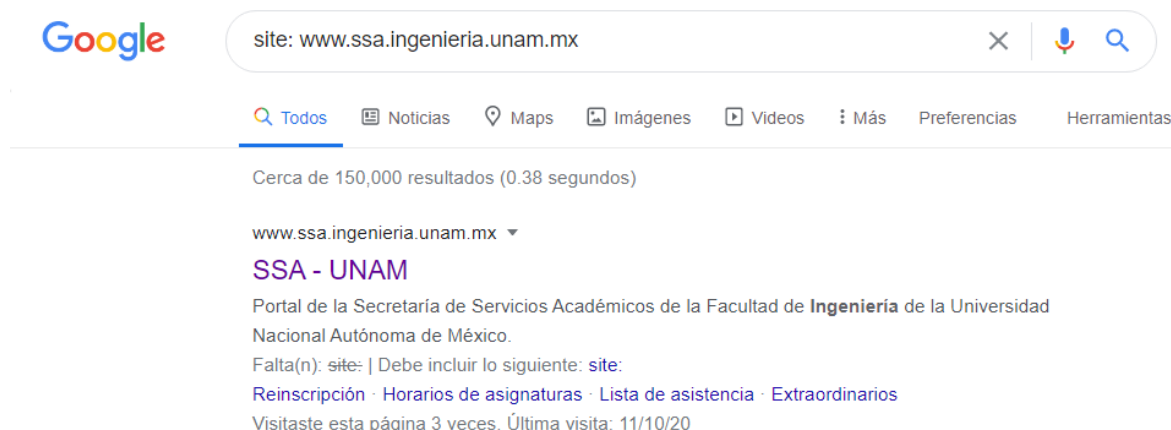 Google
site: www.ssa.ingenieria.unam.mx
Todos Noticias Maps Imágenes Videos Más Preferencias Herramientas
Cerca de 150,000 resultados (0.38 segundos)
www.ssa.ingenieria.unam.mx
SSA - UNAM
Portal de la Secretaría de Servicios Académicos de la Facultad de Ingeniería de la Universidad
Nacional Autónoma de México.
Falta(n): site: | Debe incluir lo siguiente: site:
Reinscripción · Horarios de asignaturas · Lista de asistencia · Extraordinarios
Visitaste esta página 3 veces. Última visita: 11/10/20